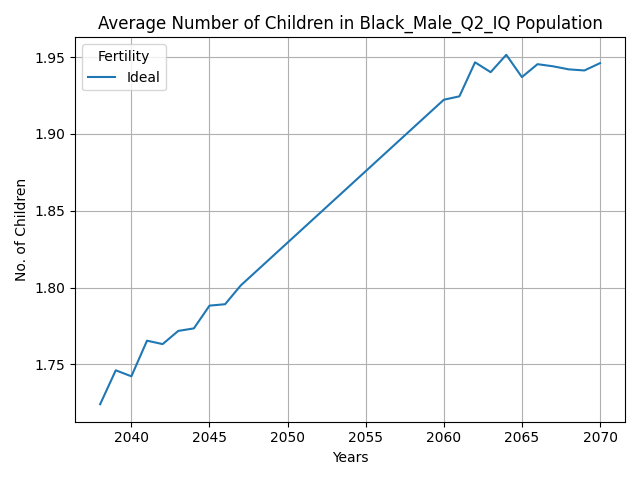 Average Number of Children in Black_Male_Q2_IQ Population
Fertility
Ideal
No. of Children
1.95
1.90
1.85
1.80
1.75
2040 2045 2050 2055 2060 2065 2070
Years